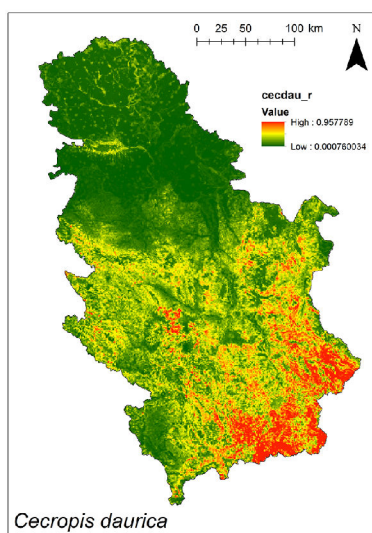 0 25 50 100 km
N
cecdau_r
Value
High : 0.957789
Low : 0.000760034
Cecropis daurica